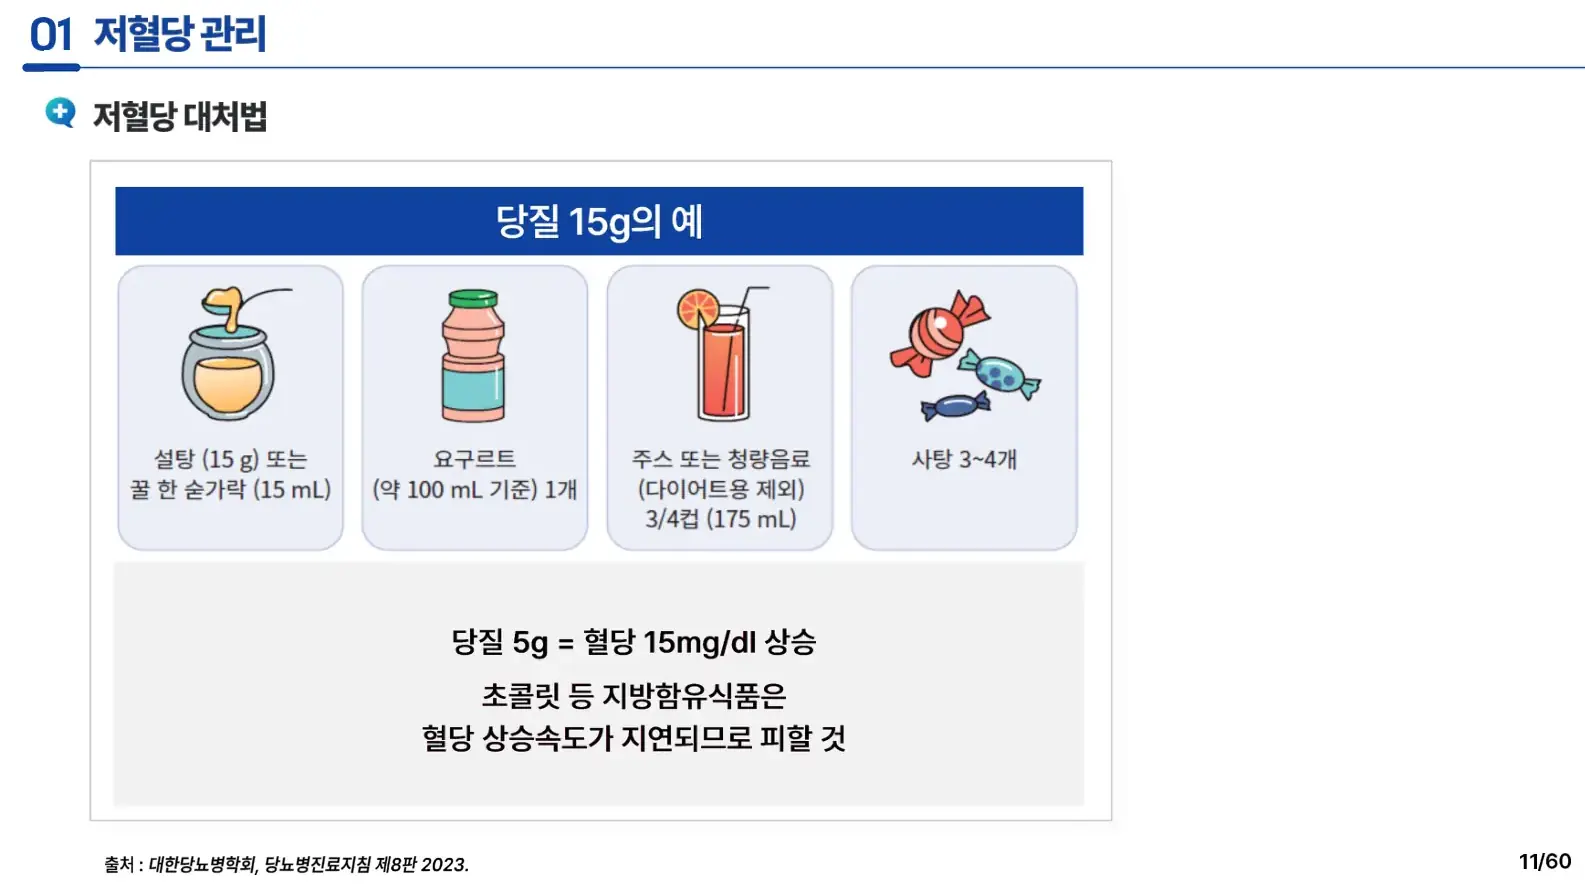 01 저혈당 관리
저혈당 대처법
당질 15g의 예
설탕 (15 g) 또는
꿀 한 숟가락 (15 mL)
요구르트
(약 100 mL 기준) 1개
주스 또는 청량음료
(다이어트용 제외)
3/4컵 (175 mL)
사탕 3~4개
당질 5g = 혈당 15mg/dl 상승
초콜릿 등 지방함유식품은
혈당 상승속도가 지연되므로 피할 것
출처 : 대한당뇨병학회, 당뇨병진료지침 제8판 2023.
11/60